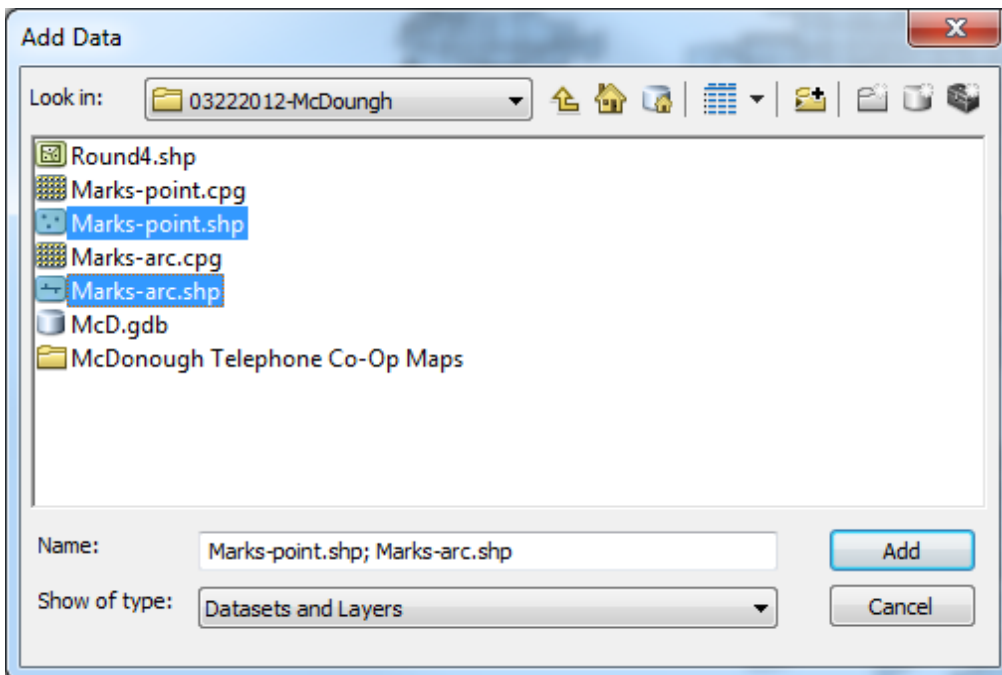 Add Data
Look in: 03222012-McDoungh
Round4.shp
Marks-point.cpg
Marks-point.shp
Marks-arc.cpg
Marks-arc.shp
McD.gdb
McDonough Telephone Co-Op Maps
Name: Marks-point.shp; Marks-arc.shp Add
Show of type: Datasets and Layers Cancel